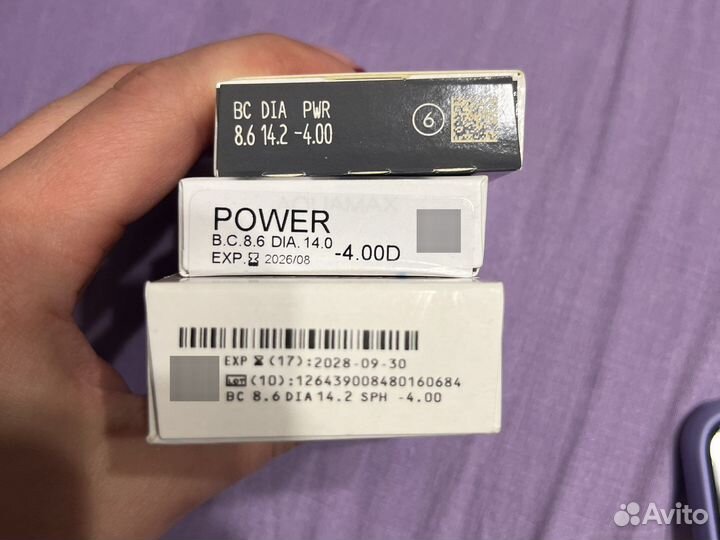 BC DIA PWR
8.6 14.2 -4.00
6
AQUAMAX
POWER
B.C.8.6 DIA.14.0
-4.00D
EXP. 2026/08
EXP (17):2028-09-30
LOT (10):126439008480160684
BC 8.6 DIA 14.2 SPH -4.00
Avito